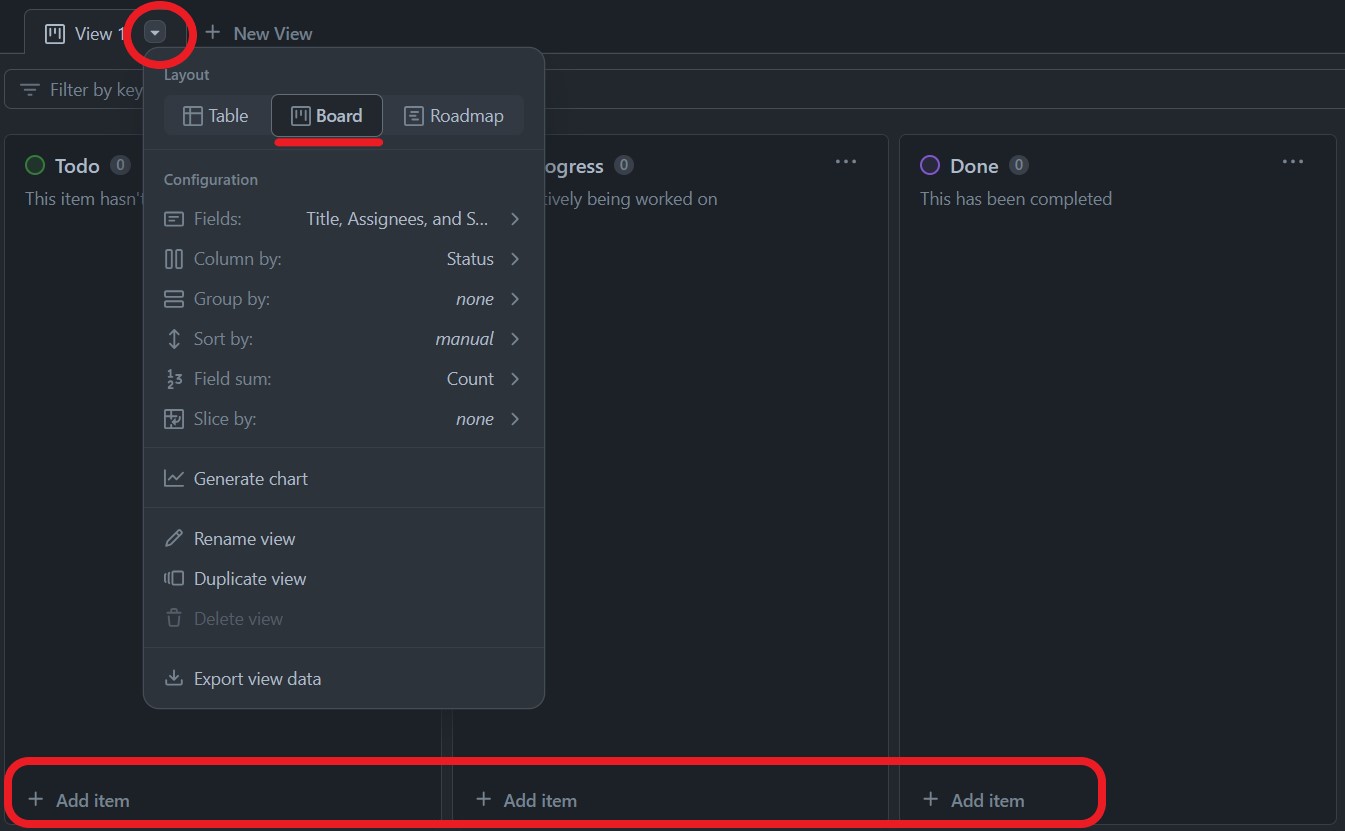 View 1
New View
Filter by key
Layout
Table Board Roadmap
Todo 0
ogress 0
Done 0
This item hasn't
tively being worked on
This has been completed
Configuration
Fields: Title, Assignees, and S...
Column by: Status
Group by: none
Sort by: manual
Field sum: Count
Slice by: none
Generate chart
Rename view
Duplicate view
Delete view
Export view data
Add item
Add item
Add item